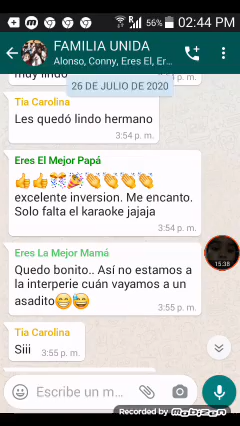 56% 02:44 PM
FAMILIA UNIDA
Alonso, Conny, Eres El, Er...
muy lindo
26 DE JULIO DE 2020
Tía Carolina
Les quedó lindo hermano
3:54 p. m.
Eres El Mejor Papá
👍👍🎊🎉👏👏👏👏
excelente inversion. Me encanto.
Solo falta el karaoke jajaja
3:54 p. m.
Eres La Mejor Mamá
Quedo bonito.. Así no estamos a
la interperie cuán vayamos a un
asadito😁😅
3:55 p. m.
15:38
Tía Carolina
Siii
3:55 p. m.
Escribe un m...
Recorded by
mobizen